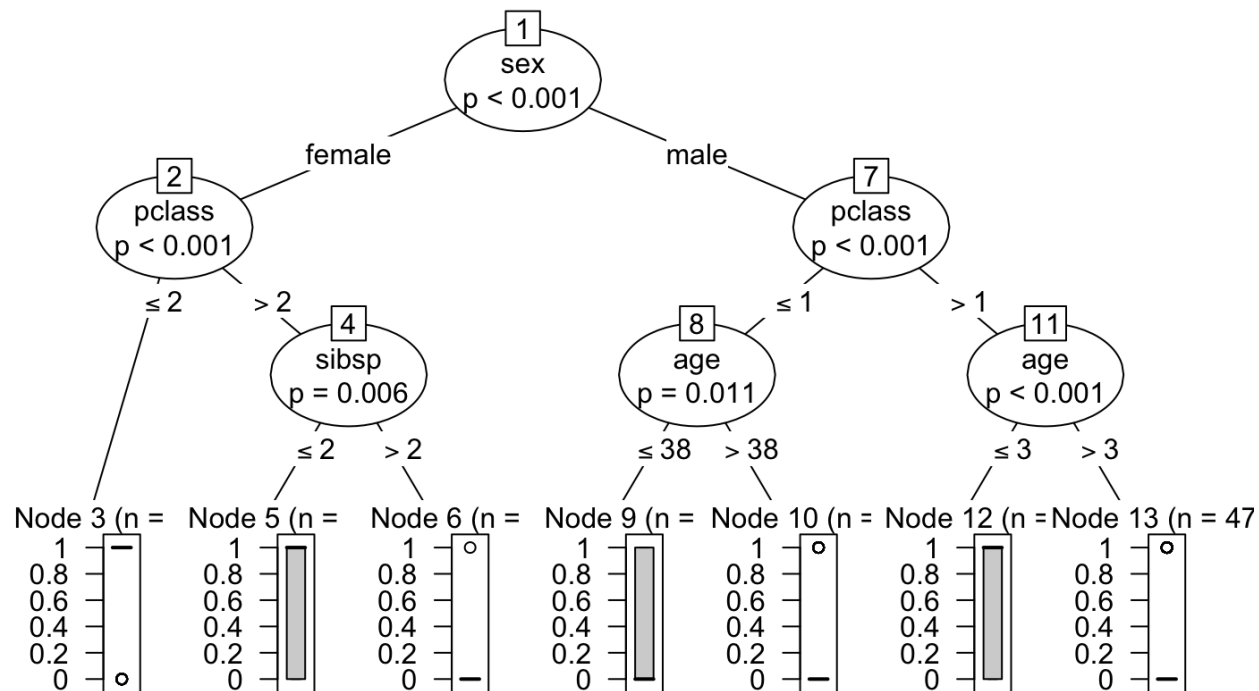 1
sex
p < 0.001
female
male
2
pclass
p < 0.001
7
pclass
p < 0.001
≤ 2
> 2
≤ 1
> 1
4
sibsp
p = 0.006
8
age
p = 0.011
11
age
p < 0.001
≤ 2
> 2
≤ 38
> 38
≤ 3
> 3
Node 3 (n =
1
0.8
0.6
0.4
0.2
0
Node 5 (n =
1
0.8
0.6
0.4
0.2
0
Node 6 (n =
1
0.8
0.6
0.4
0.2
0
Node 9 (n =
1
0.8
0.6
0.4
0.2
0
Node 10 (n =
1
0.8
0.6
0.4
0.2
0
Node 12 (n =
1
0.8
0.6
0.4
0.2
0
Node 13 (n = 47
1
0.8
0.6
0.4
0.2
0